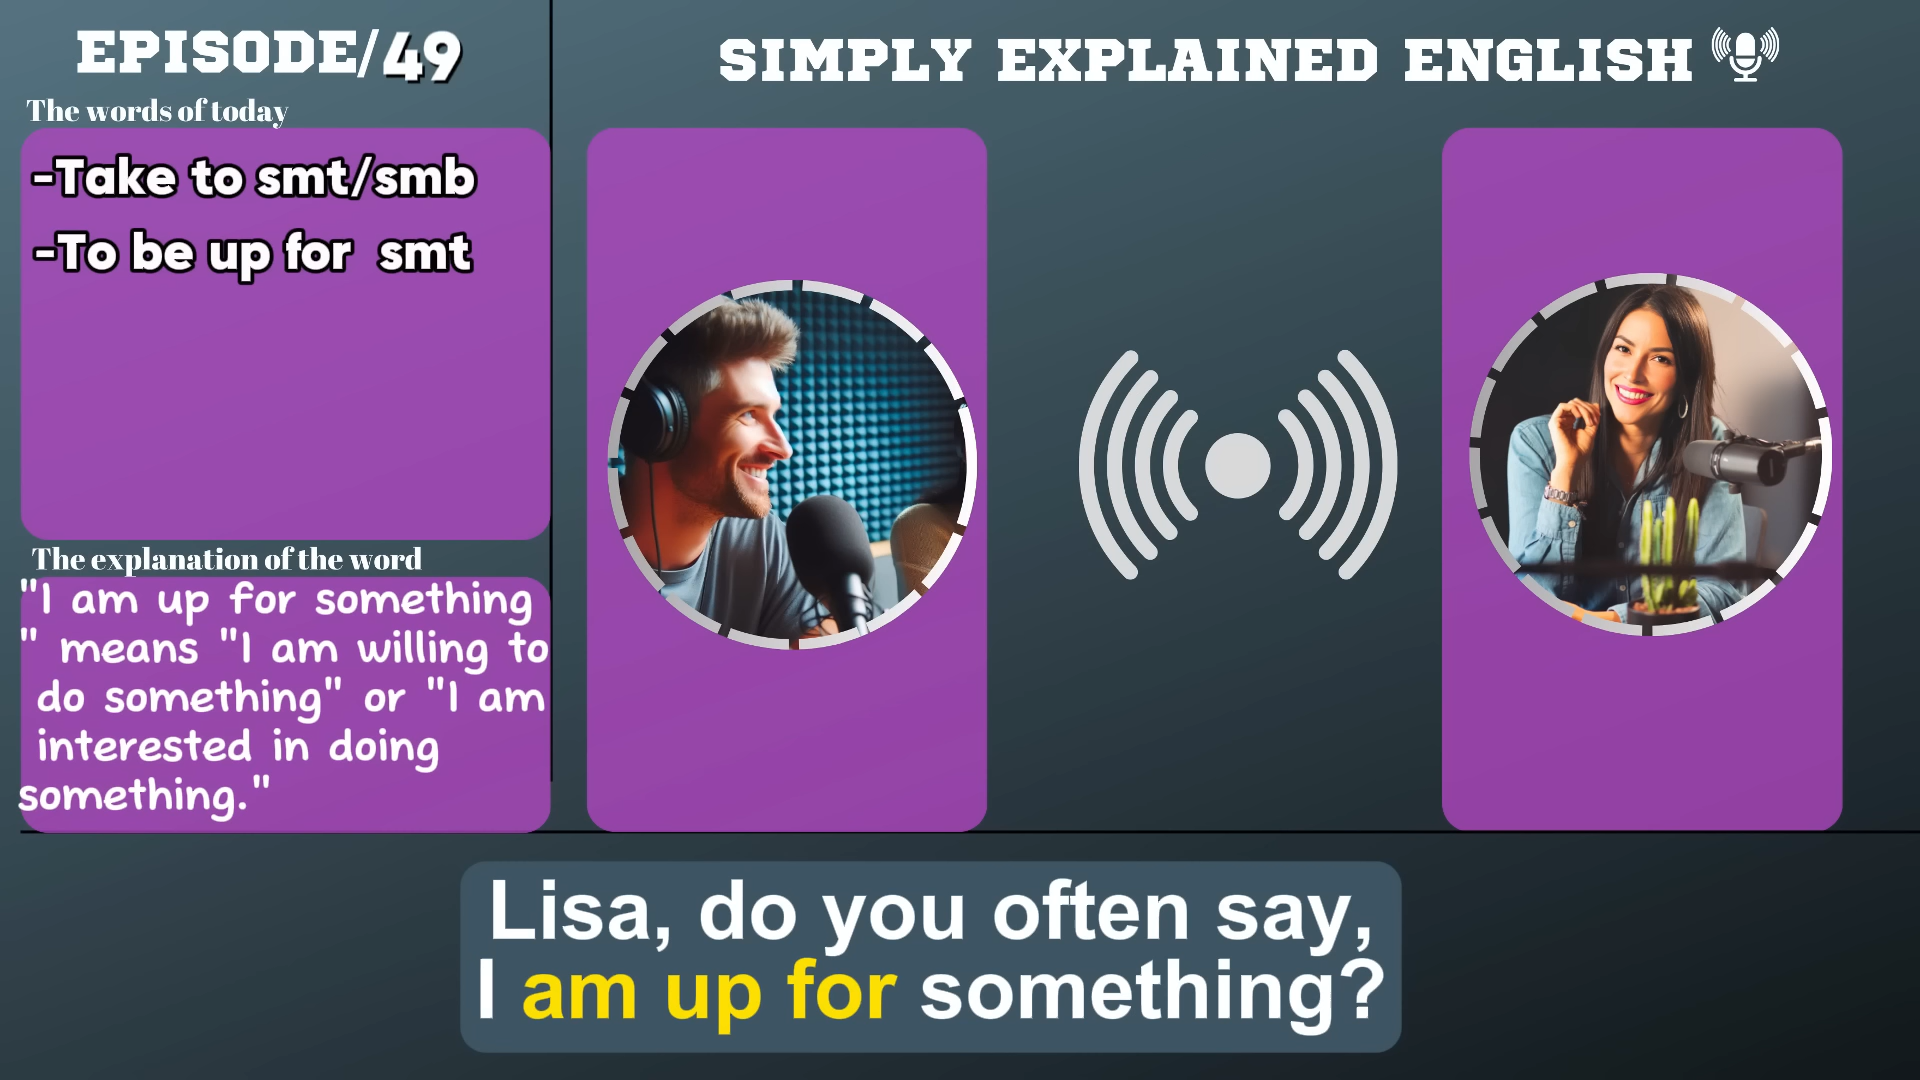 EPISODE/49
SIMPLY EXPLAINED ENGLISH
The words of today
-Take to smt/smb
-To be up for smt
The explanation of the word
"I am up for something
" means "I am willing to
do something" or "I am
interested in doing
something."
Lisa, do you often say,
I am up for something?